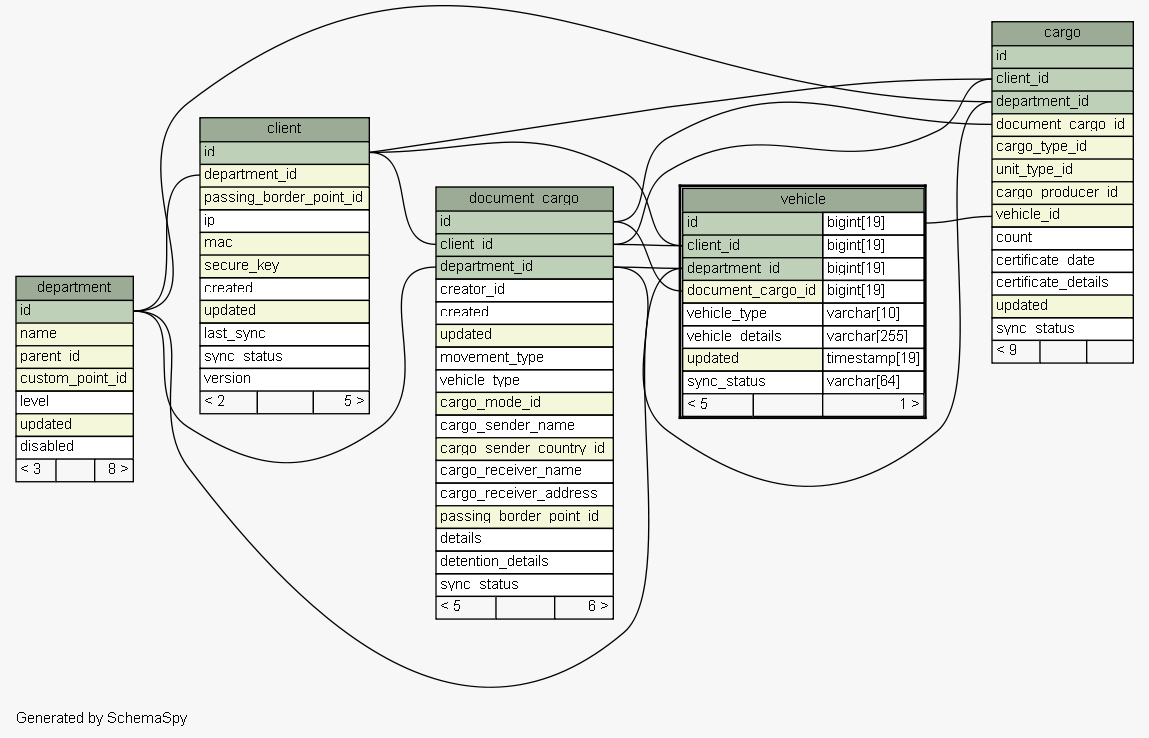 cargo
id
client_id
department_id
document_cargo_id
cargo_type_id
unit_type_id
cargo_producer_id
vehicle_id
count
certificate_date
certificate_details
updated
sync_status
< 9
client
id
department_id
passing_border_point_id
ip
mac
secure_key
created
updated
last_sync
sync_status
version
< 2 5 >
document_cargo
id
client_id
department_id
creator_id
created
updated
movement_type
vehicle_type
cargo_mode_id
cargo_sender_name
cargo_sender_country_id
cargo_receiver_name
cargo_receiver_address
passing_border_point_id
details
detention_details
sync_status
< 5 6 >
vehicle
id bigint[19]
client_id bigint[19]
department_id bigint[19]
document_cargo_id bigint[19]
vehicle_type varchar[10]
vehicle_details varchar[255]
updated timestamp[19]
sync_status varchar[64]
< 5 1 >
department
id
name
parent_id
custom_point_id
level
updated
disabled
< 3 8 >
Generated by SchemaSpy